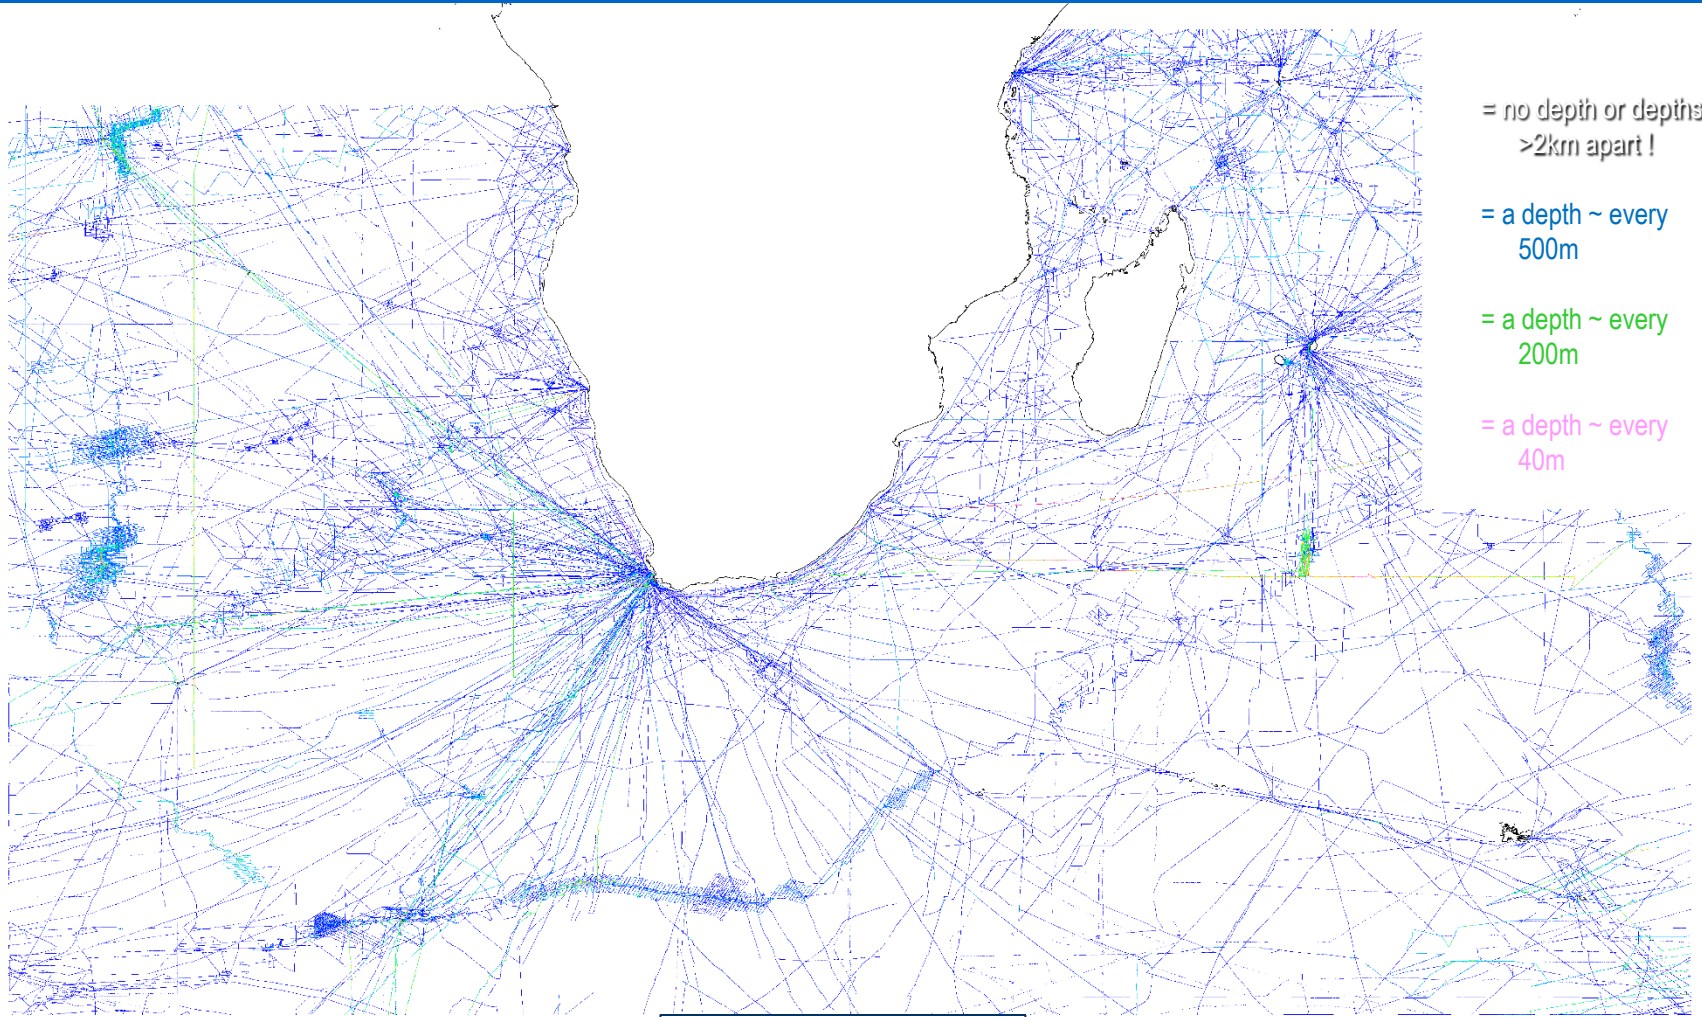 = no depth or depths
>2km apart !
= a depth ~ every
500m
= a depth ~ every
200m
= a depth ~ every
40m